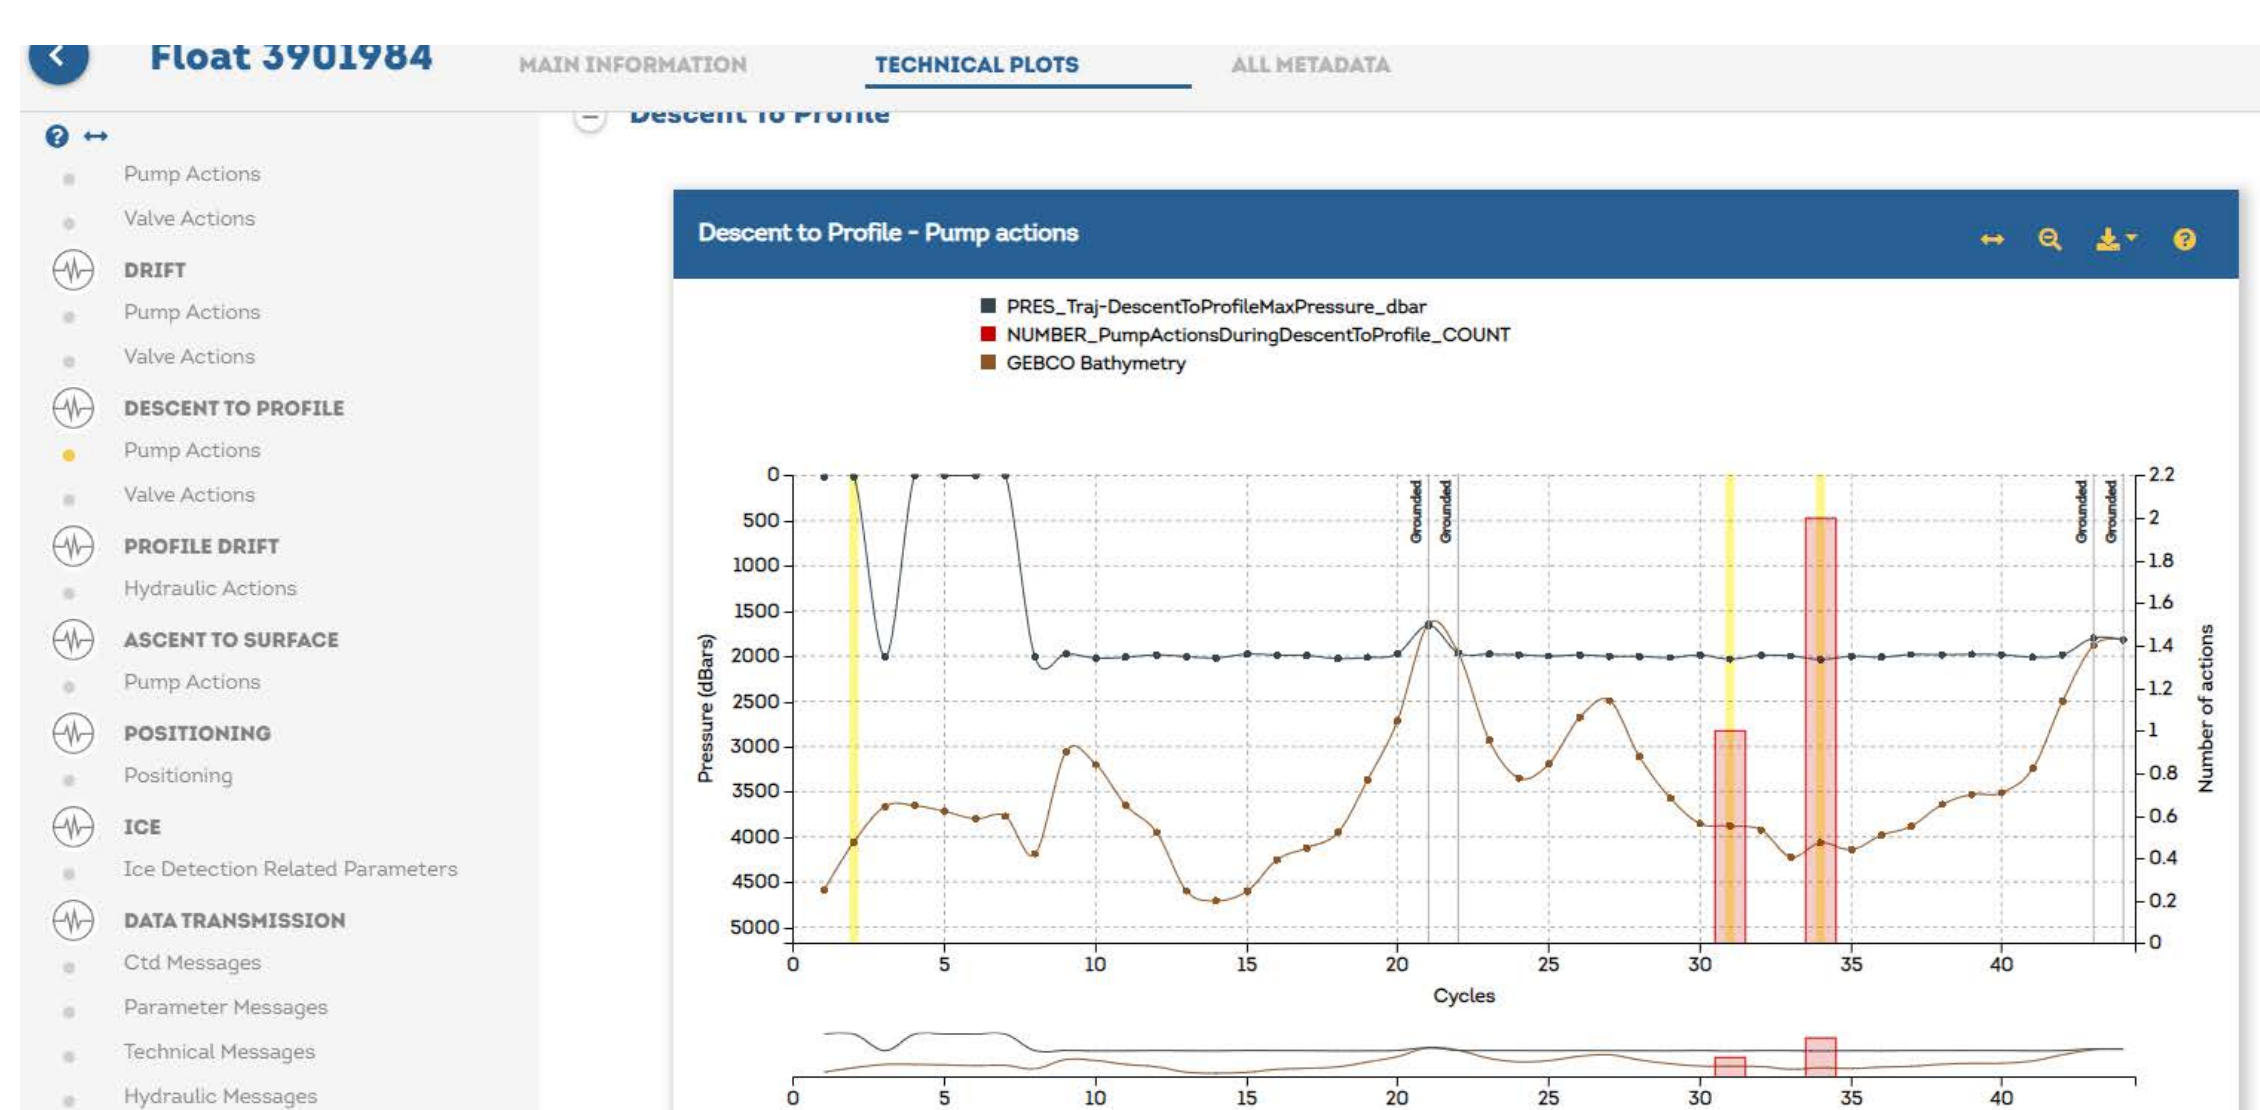 Float 3901984
MAIN INFORMATION
TECHNICAL PLOTS
ALL METADATA
Descent To Profile
Pump Actions
Valve Actions
DRIFT
Pump Actions
Valve Actions
DESCENT TO PROFILE
Pump Actions
Valve Actions
PROFILE DRIFT
Hydraulic Actions
ASCENT TO SURFACE
Pump Actions
POSITIONING
Positioning
ICE
Ice Detection Related Parameters
DATA TRANSMISSION
Ctd Messages
Parameter Messages
Technical Messages
Hydraulic Messages
Descent to Profile - Pump actions
PRES_Traj-DescentToProfileMaxPressure_dbar
NUMBER_PumpActionsDuringDescentToProfile_COUNT
GEBCO Bathymetry
Pressure (dBars)
0
500
1000
1500
2000
2500
3000
3500
4000
4500
5000
Grounded
Grounded
Grounded
Grounded
2.2
2
1.8
1.6
1.4
1.2
1
0.8
0.6
0.4
0.2
0
Number of actions
0 5 10 15 20 25 30 35 40
Cycles
0 5 10 15 20 25 30 35 40